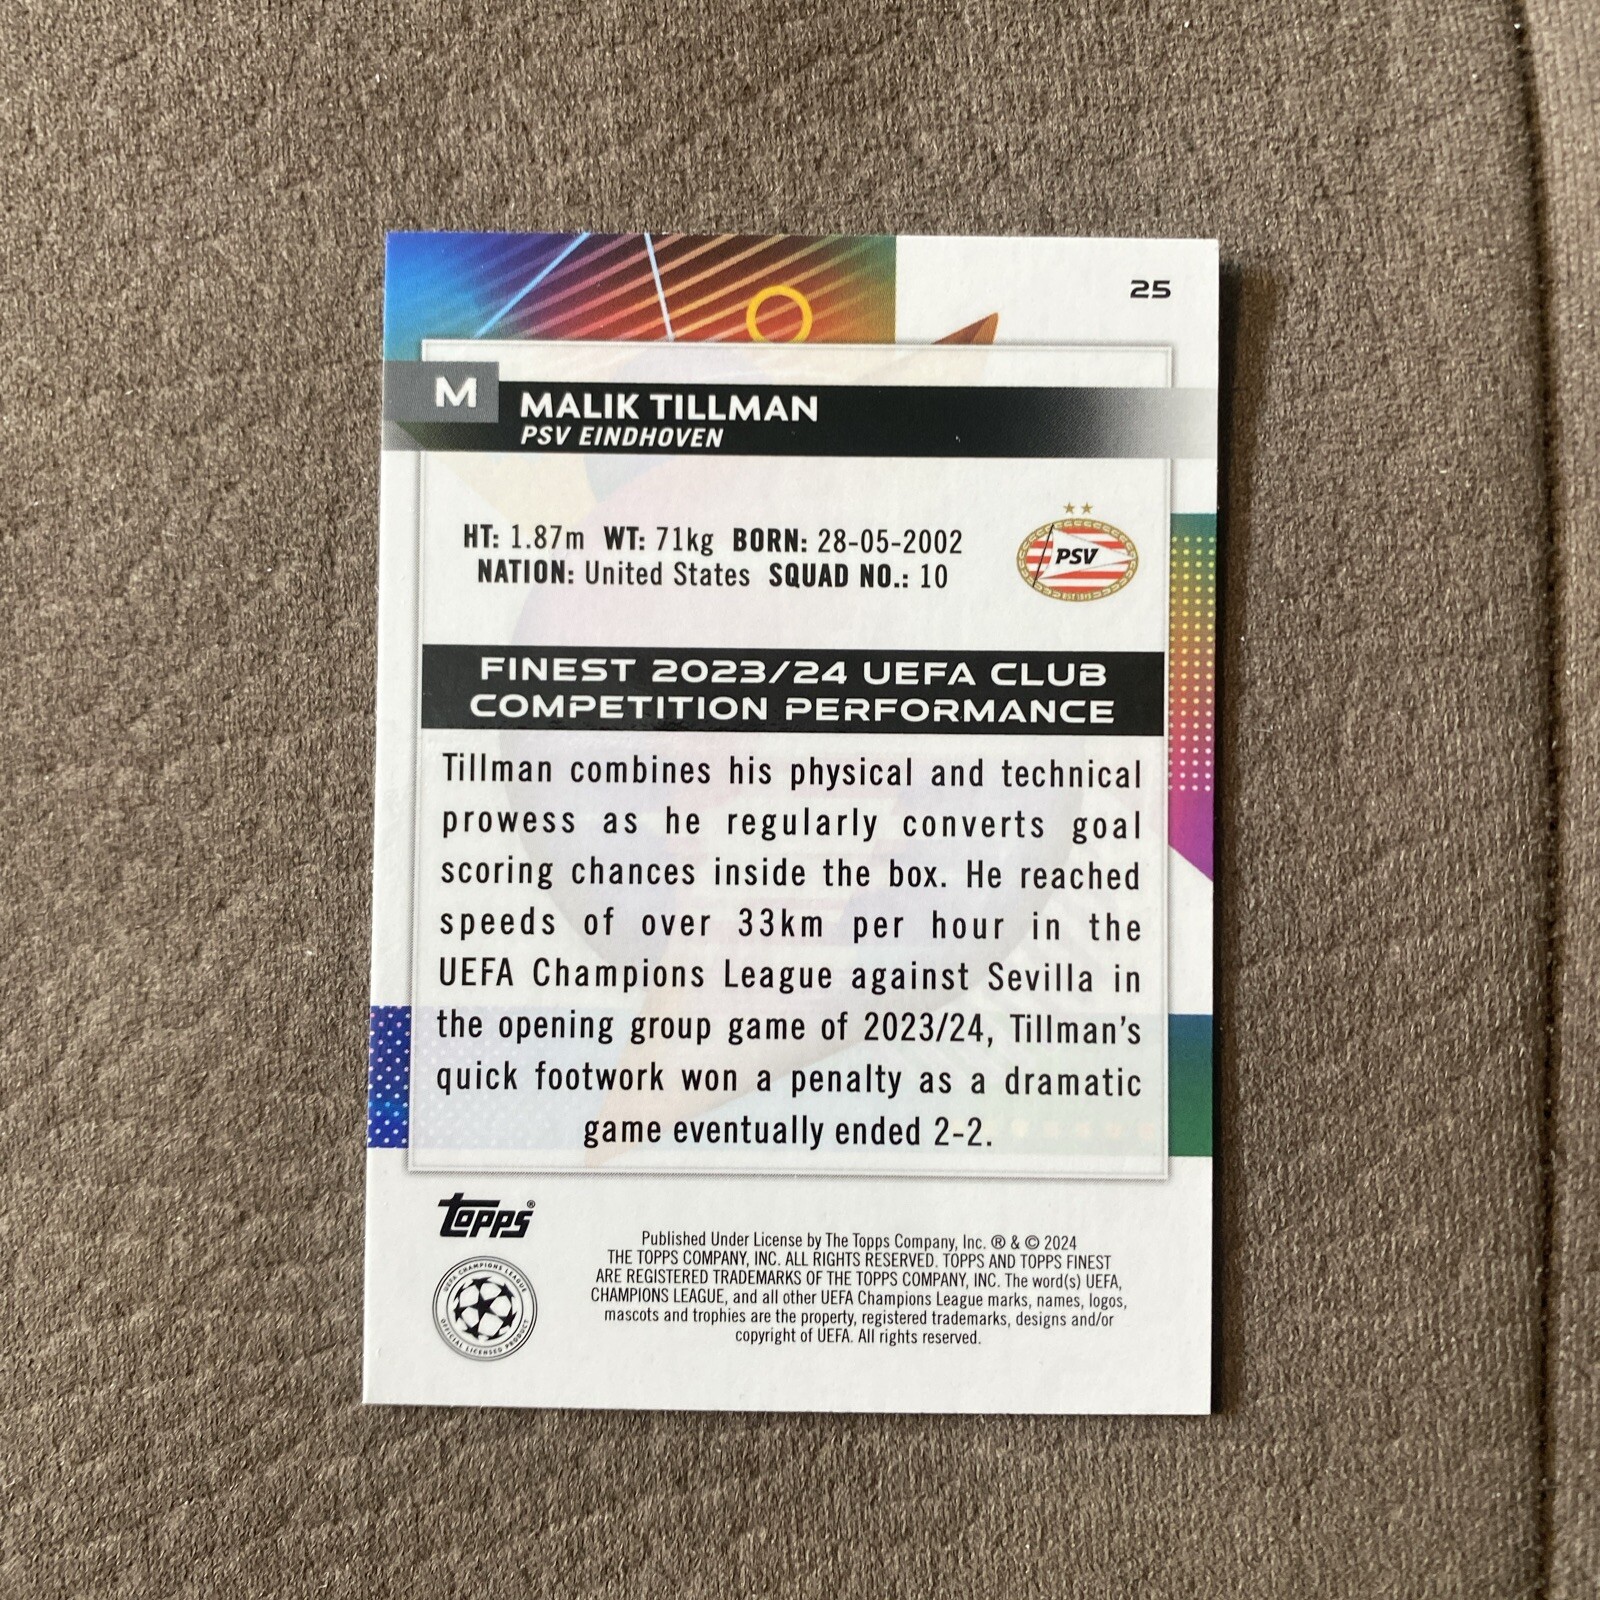 25
M
MALIK TILLMAN
PSV EINDHOVEN
HT: 1.87m WT: 71kg BORN: 28-05-2002
NATION: United States SQUAD NO.: 10
PSV
FINEST 2023/24 UEFA CLUB
COMPETITION PERFORMANCE
Tillman combines his physical and technical
prowess as he regularly converts goal
scoring chances inside the box. He reached
speeds of over 33km per hour in the
UEFA Champions League against Sevilla in
the opening group game of 2023/24, Tillman's
quick footwork won a penalty as a dramatic
game eventually ended 2-2.
topps®
UEFA CHAMPIONS LEAGUE
OFFICIAL LICENSED PRODUCT
Published Under License by The Topps Company, Inc. ® & © 2024
THE TOPPS COMPANY, INC. ALL RIGHTS RESERVED. TOPPS AND TOPPS FINEST
ARE REGISTERED TRADEMARKS OF THE TOPPS COMPANY, INC. The word(s) UEFA,
CHAMPIONS LEAGUE, and all other UEFA Champions League marks, names, logos,
mascots and trophies are the property, registered trademarks, designs and/or
copyright of UEFA. All rights reserved.